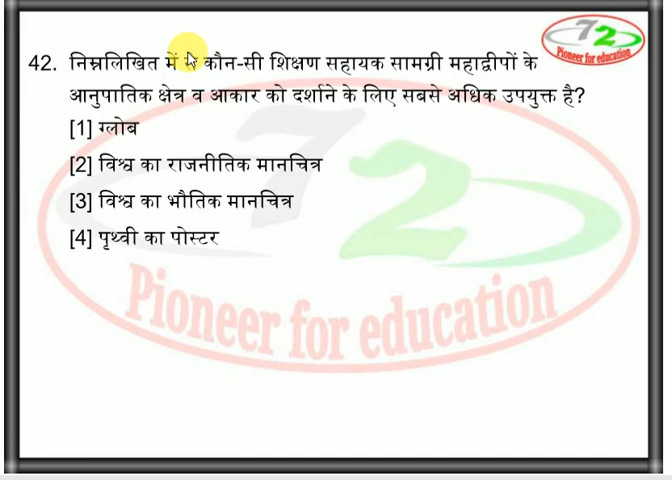 72
Pioneer for education
42. निम्नलिखित में से कौन-सी शिक्षण सहायक सामग्री महाद्वीपों के
आनुपातिक क्षेत्र व आकार को दर्शाने के लिए सबसे अधिक उपयुक्त है?
[1] ग्लोब
[2] विश्व का राजनीतिक मानचित्र
[3] विश्व का भौतिक मानचित्र
[4] पृथ्वी का पोस्टर
72
Pioneer for education